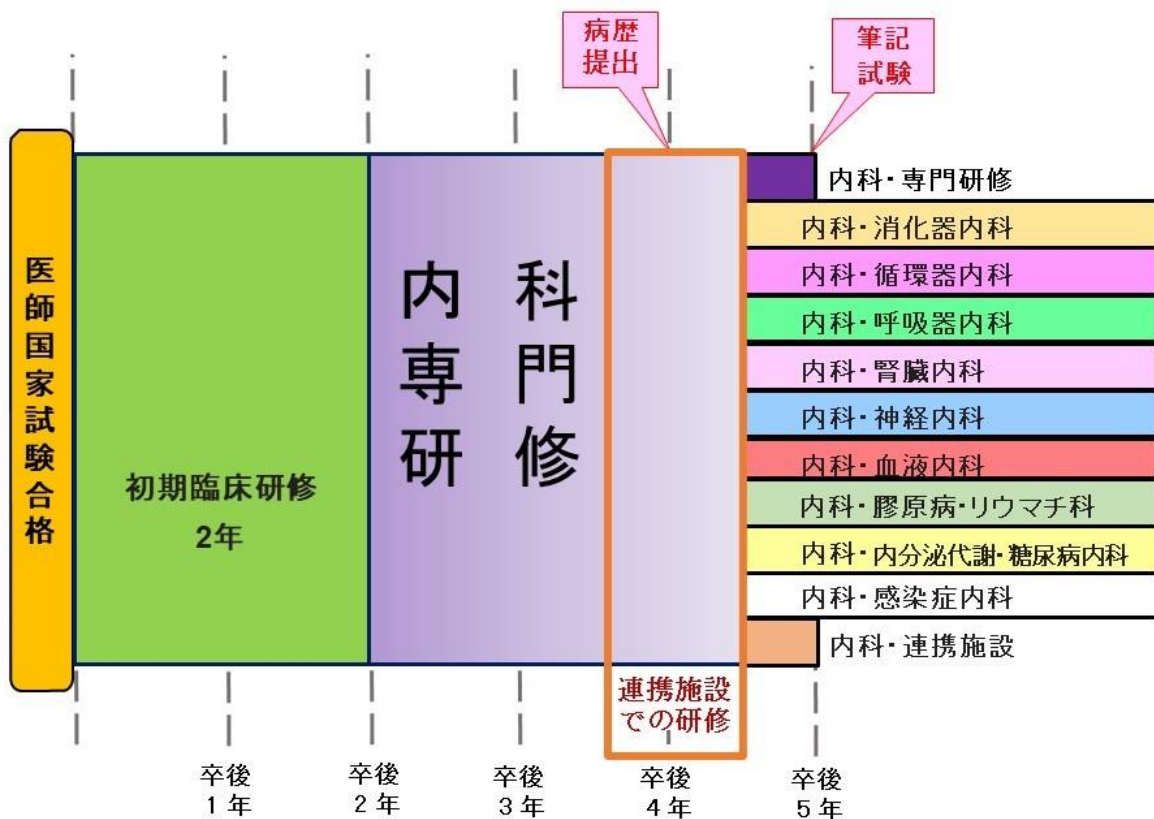 病歴
提出
筆記
試験
医師国家試験合格
初期臨床研修
2年
内科
専門
研修
連携施設
での研修
内科・専門研修
内科・消化器内科
内科・循環器内科
内科・呼吸器内科
内科・腎臓内科
内科・神経内科
内科・血液内科
内科・膠原病・リウマチ科
内科・内分泌代謝・糖尿病内科
内科・感染症内科
内科・連携施設
卒後
1年
卒後
2年
卒後
3年
卒後
4年
卒後
5年